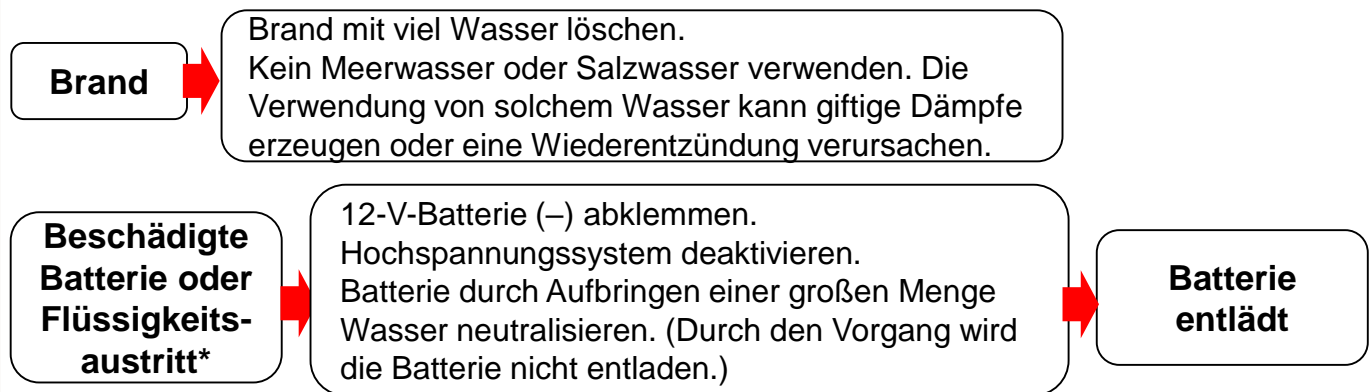 Brand
Brand mit viel Wasser löschen.
Kein Meerwasser oder Salzwasser verwenden. Die
Verwendung von solchem Wasser kann giftige Dämpfe
erzeugen oder eine Wiederentzündung verursachen.
Beschädigte
Batterie oder
Flüssigkeits-
austritt*
12-V-Batterie (–) abklemmen.
Hochspannungssystem deaktivieren.
Batterie durch Aufbringen einer großen Menge
Wasser neutralisieren. (Durch den Vorgang wird
die Batterie nicht entladen.)
Batterie
entlädt